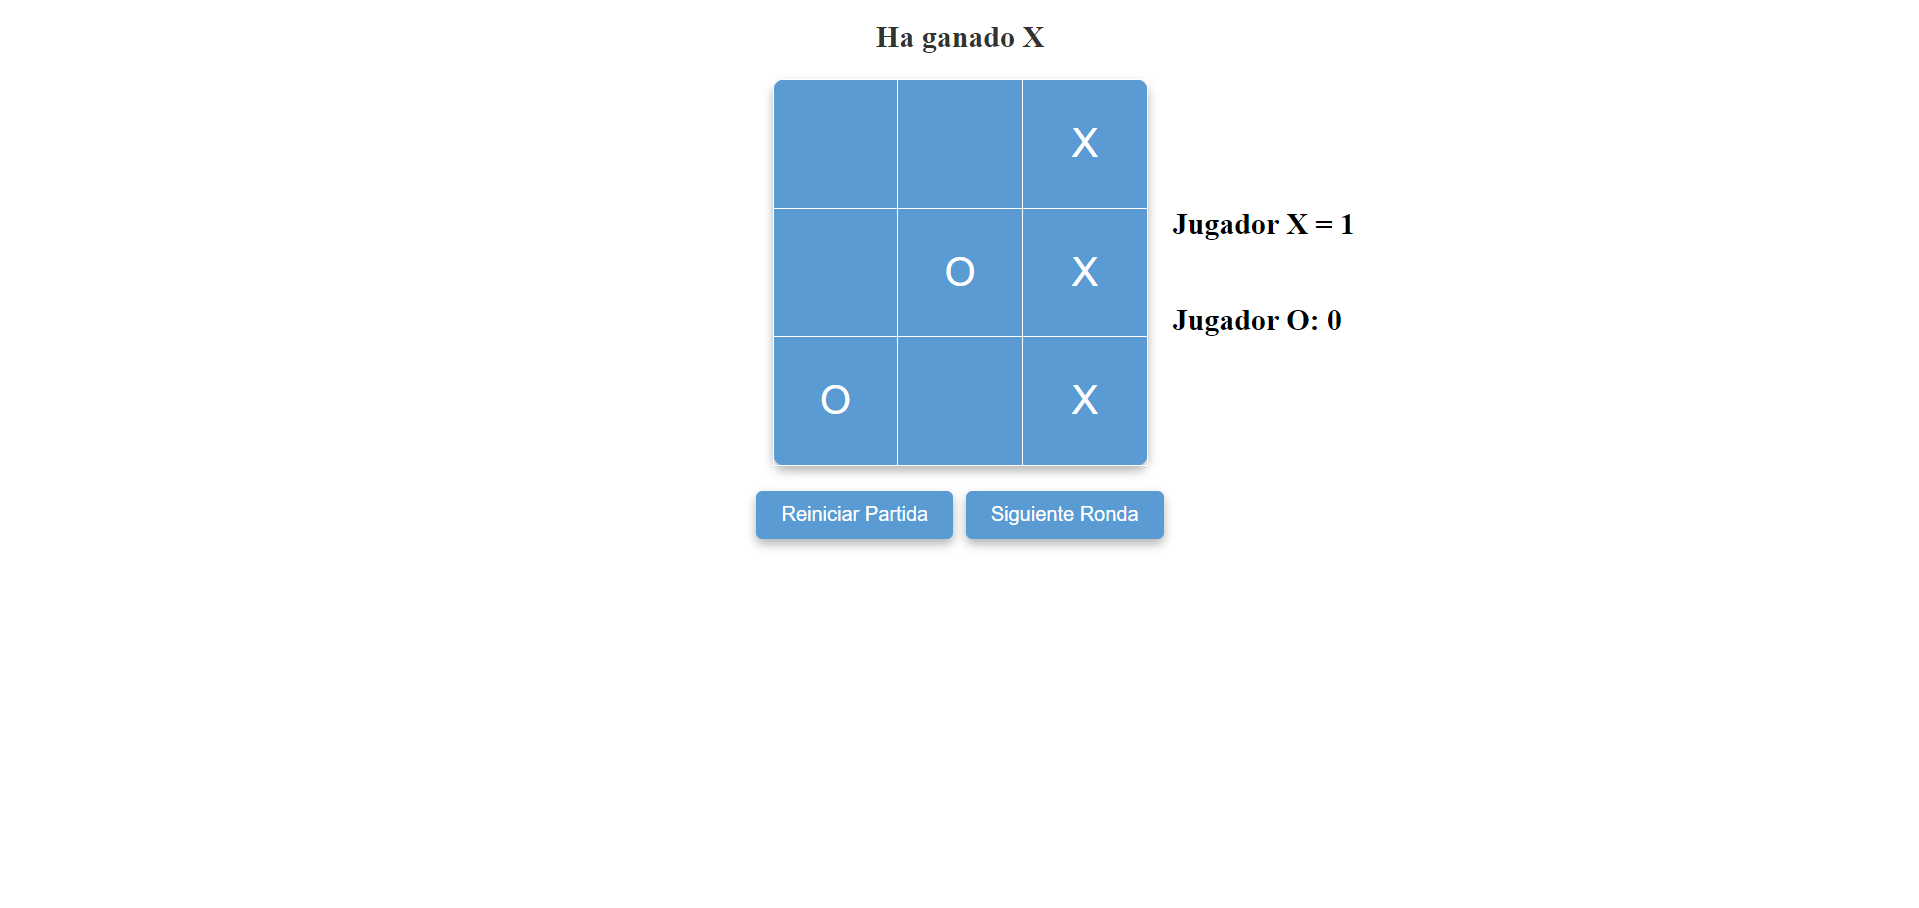 Ha ganado X
X
Jugador X = 1
O X
Jugador O: 0
O X
Reiniciar Partida Siguiente Ronda